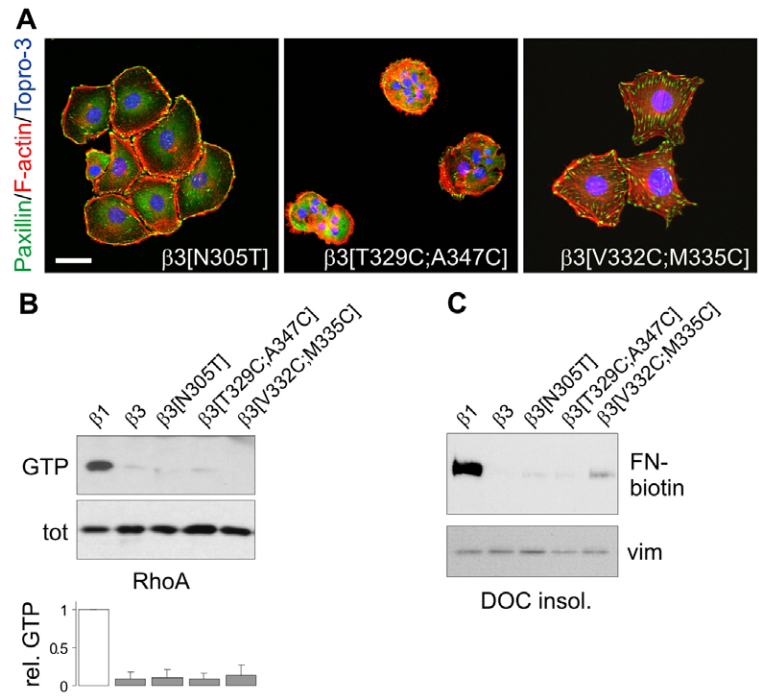 A
Paxillin/F-actin/Topro-3
β3[N305T]
β3[T329C;A347C]
β3[V332C;M335C]
B
β1
β3
β3[N305T]
β3[T329C;A347C]
β3[V332C;M335C]
GTP
tot
RhoA
rel. GTP
1
0.5
0
C
β1
β3
β3[N305T]
β3[T329C;A347C]
β3[V332C;M335C]
FN-
biotin
vim
DOC insol.